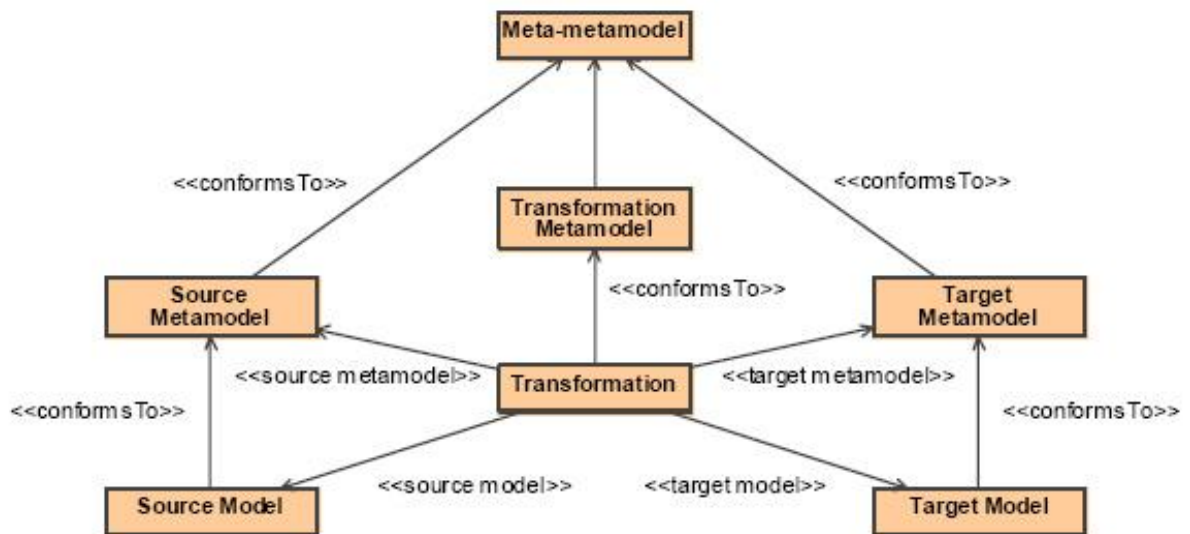 Meta-metamodel
<<conformsTo>>
<<conformsTo>>
Transformation
Metamodel
Source
Metamodel
<<conformsTo>>
Target
Metamodel
<<source metamodel>>
Transformation
<<target metamodel>>
<<conformsTo>>
<<conformsTo>>
<<source model>>
<<target model>>
Source Model
Target Model